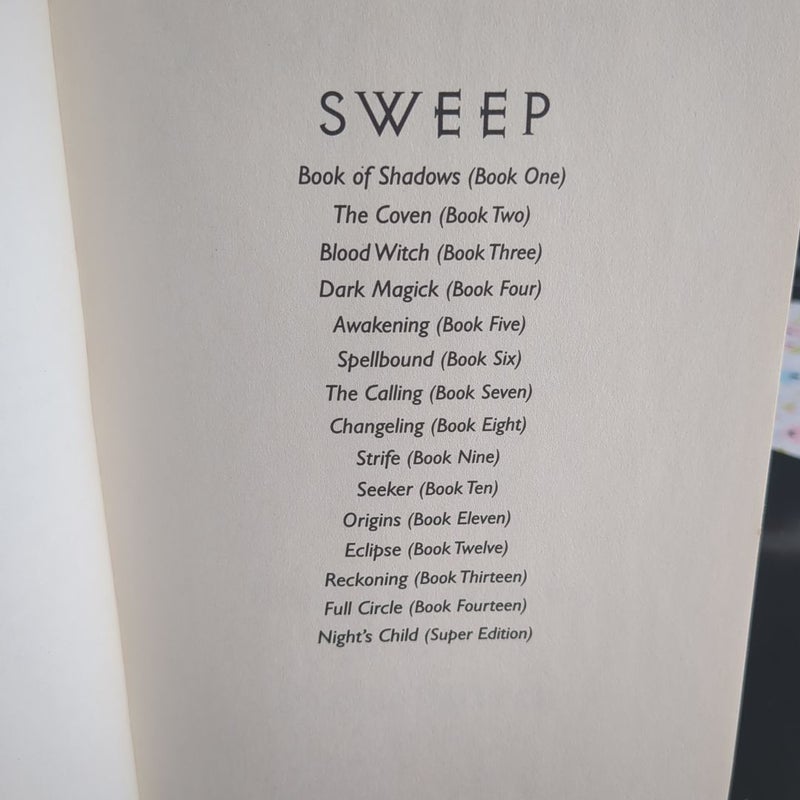 SWEEP
Book of Shadows (Book One)
The Coven (Book Two)
Blood Witch (Book Three)
Dark Magick (Book Four)
Awakening (Book Five)
Spellbound (Book Six)
The Calling (Book Seven)
Changeling (Book Eight)
Strife (Book Nine)
Seeker (Book Ten)
Origins (Book Eleven)
Eclipse (Book Twelve)
Reckoning (Book Thirteen)
Full Circle (Book Fourteen)
Night's Child (Super Edition)